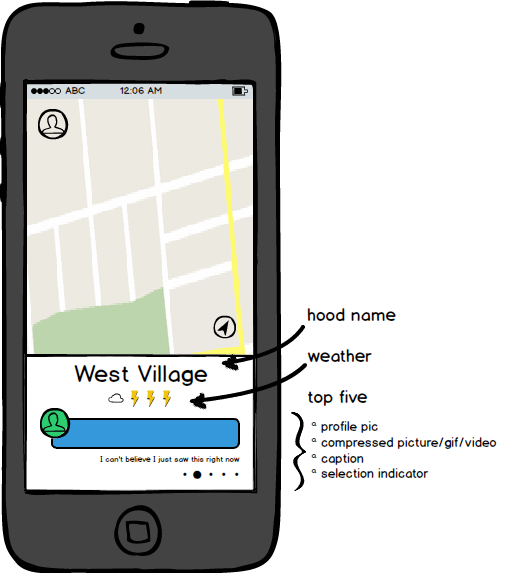 ABC 12:06 AM
hood name
weather
West Village
top five
° profile pic
° compressed picture/gif/video
° caption
° selection indicator
I can't believe I just saw this right now